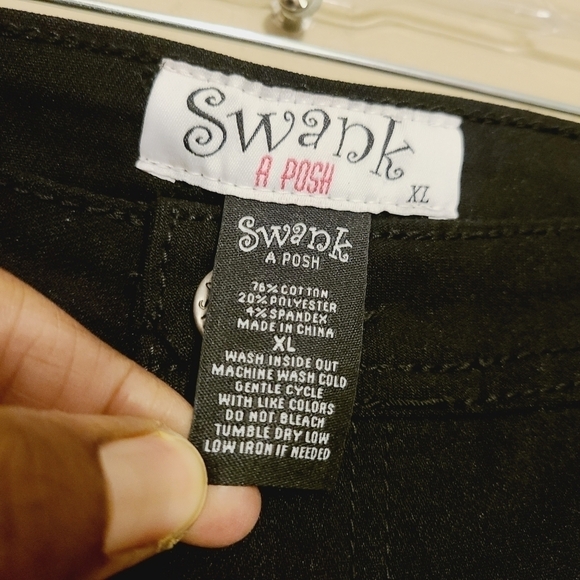 Swank
A POSH
XL
Swank
A POSH
76% COTTON
20% POLYESTER
4% SPANDEX
MADE IN CHINA
XL
WASH INSIDE OUT
MACHINE WASH COLD
GENTLE CYCLE
WITH LIKE COLORS
DO NOT BLEACH
TUMBLE DRY LOW
LOW IRON IF NEEDED